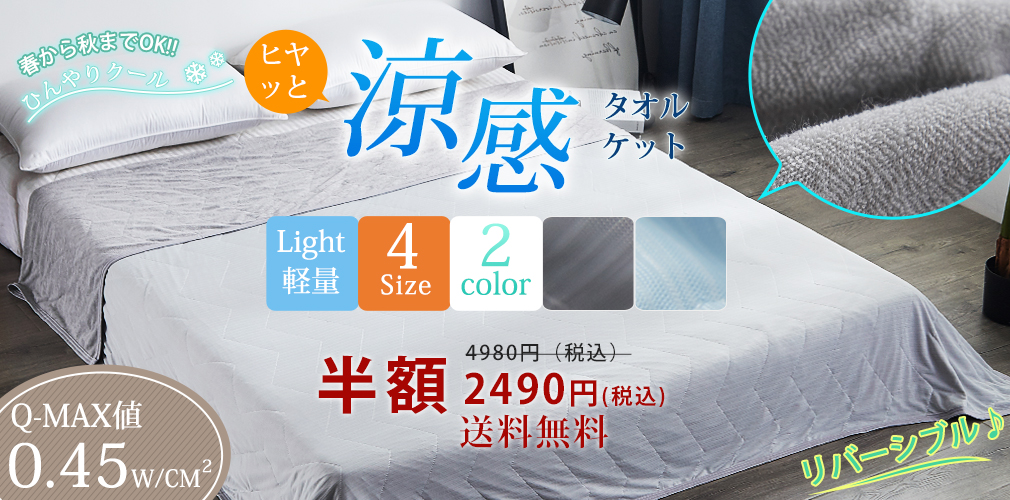 春から秋までOK!!
ひんやりクール
ヒヤ
ッと
涼感
タオル
ケット
Light
軽量
4
Size
2
color
半額
4980円（税込）
2490円(税込)
送料無料
Q-MAX値
0.45W/CM²
リバーシブル♪